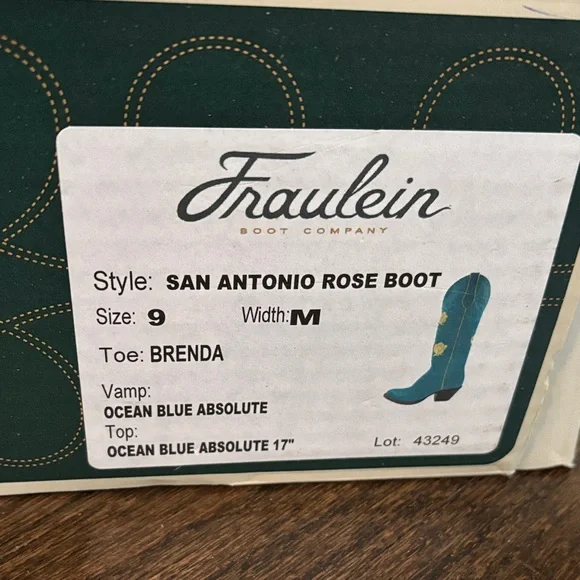 Fraulein
BOOT COMPANY
Style: SAN ANTONIO ROSE BOOT
Size: 9 Width: M
Toe: BRENDA
Vamp:
OCEAN BLUE ABSOLUTE
Top:
OCEAN BLUE ABSOLUTE 17"
Lot: 43249